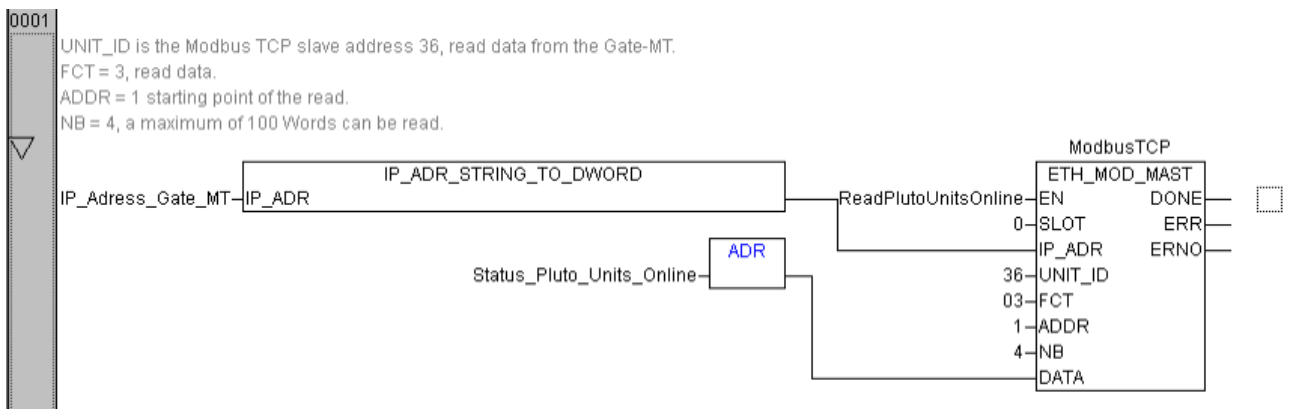 0001
UNIT_ID is the Modbus TCP slave address 36, read data from the Gate-MT.
FCT = 3, read data.
ADDR = 1 starting point of the read.
NB = 4, a maximum of 100 Words can be read.
ModbusTCP
IP_ADR_STRING_TO_DWORD
ETH_MOD_MAST
IP_Adress_Gate_MT IP_ADR
ReadPlutoUnitsOnline EN DONE
0 SLOT ERR
IP_ADR ERNO
ADR
Status_Pluto_Units_Online
36 UNIT_ID
03 FCT
1 ADDR
4 NB
DATA